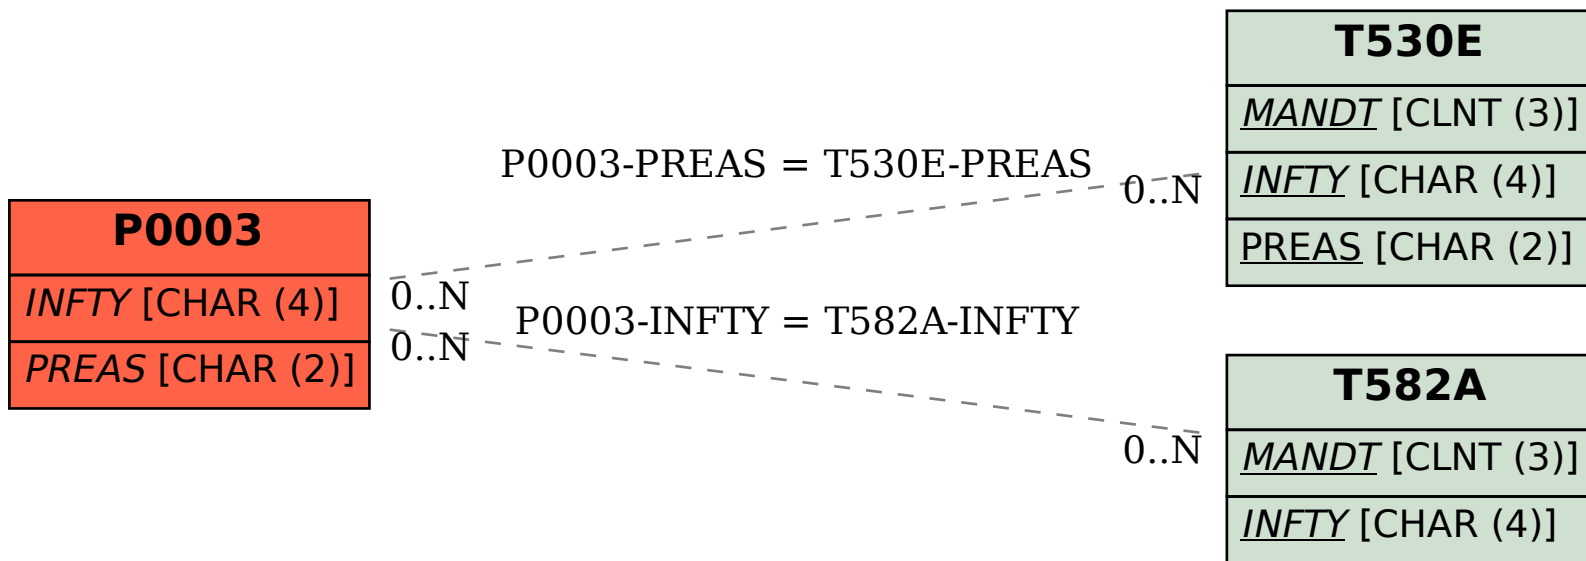 P0003
INFTY [CHAR (4)]
PREAS [CHAR (2)]
P0003-PREAS = T530E-PREAS
0..N
0..N
P0003-INFTY = T582A-INFTY
0..N
0..N
T530E
MANDT [CLNT (3)]
INFTY [CHAR (4)]
PREAS [CHAR (2)]
T582A
MANDT [CLNT (3)]
INFTY [CHAR (4)]